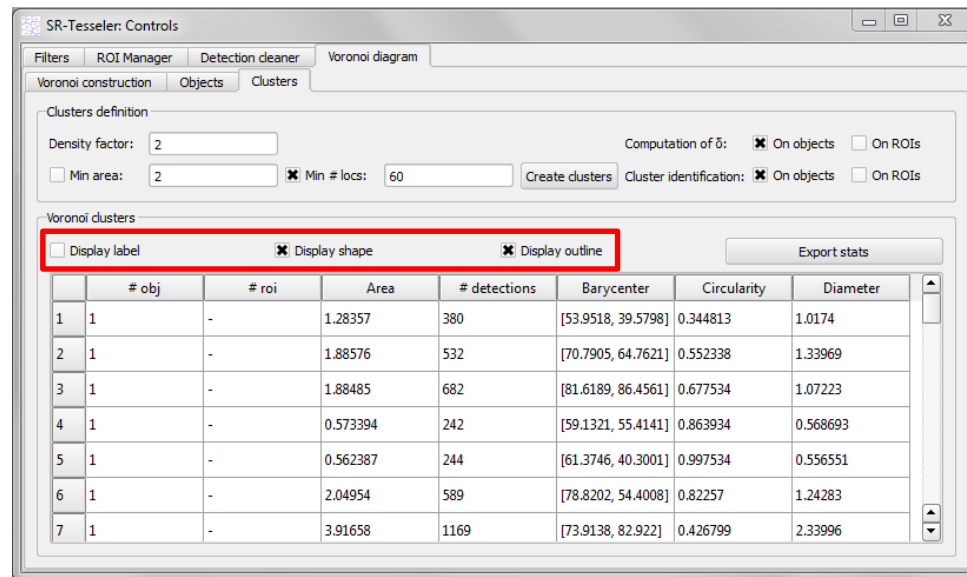 SR-Tesseler: Controls
Filters ROI Manager Detection cleaner Voronoi diagram
Voronoi construction Objects Clusters
Clusters definition
Density factor: 2 Computation of δ: On objects On ROIs
Min area: 2 Min # locs: 60 Create clusters Cluster identification: On objects On ROIs
Voronoï clusters
Display label Display shape Display outline Export stats
# obj # roi Area # detections Barycenter Circularity Diameter
1 1 - 1.28357 380 [53.9518, 39.5798] 0.344813 1.0174
2 1 - 1.88576 532 [70.7905, 64.7621] 0.552338 1.33969
3 1 - 1.88485 682 [81.6189, 86.4561] 0.677534 1.07223
4 1 - 0.573394 242 [59.1321, 55.4141] 0.863934 0.568693
5 1 - 0.562387 244 [61.3746, 40.3001] 0.997534 0.556551
6 1 - 2.04954 589 [78.8202, 54.4008] 0.82257 1.24283
7 1 - 3.91658 1169 [73.9138, 82.922] 0.426799 2.33996